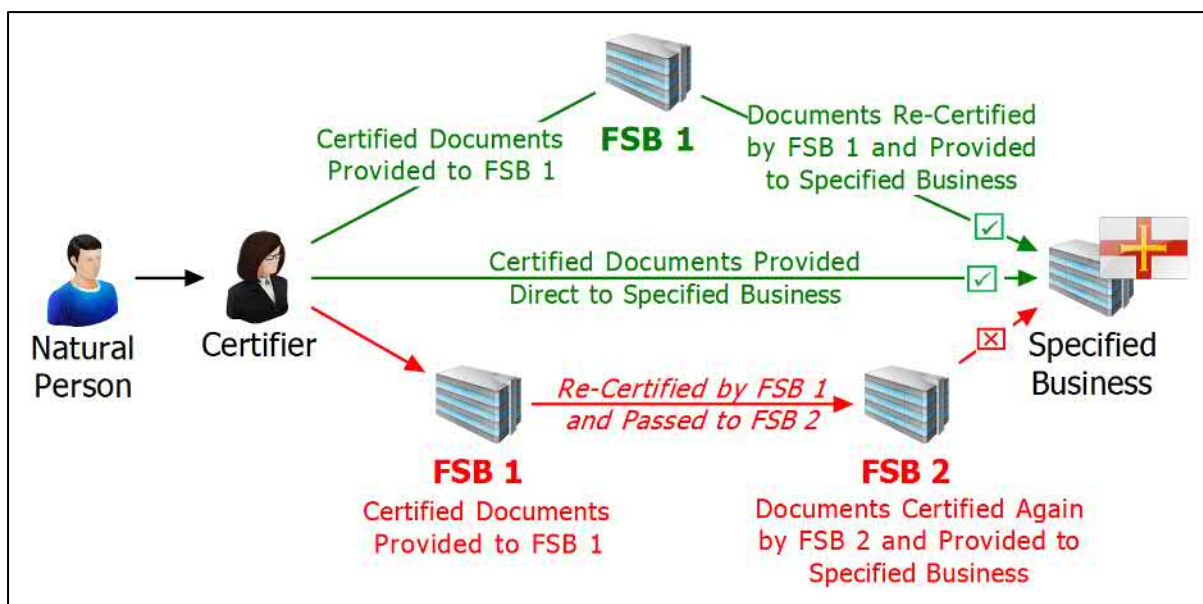 FSB 1
Certified Documents
Provided to FSB 1
Documents Re-Certified
by FSB 1 and Provided
to Specified Business
Certified Documents Provided
Direct to Specified Business
Natural
Person
Certifier
Specified
Business
Re-Certified by FSB 1
and Passed to FSB 2
FSB 1
Certified Documents
Provided to FSB 1
FSB 2
Documents Certified Again
by FSB 2 and Provided to
Specified Business